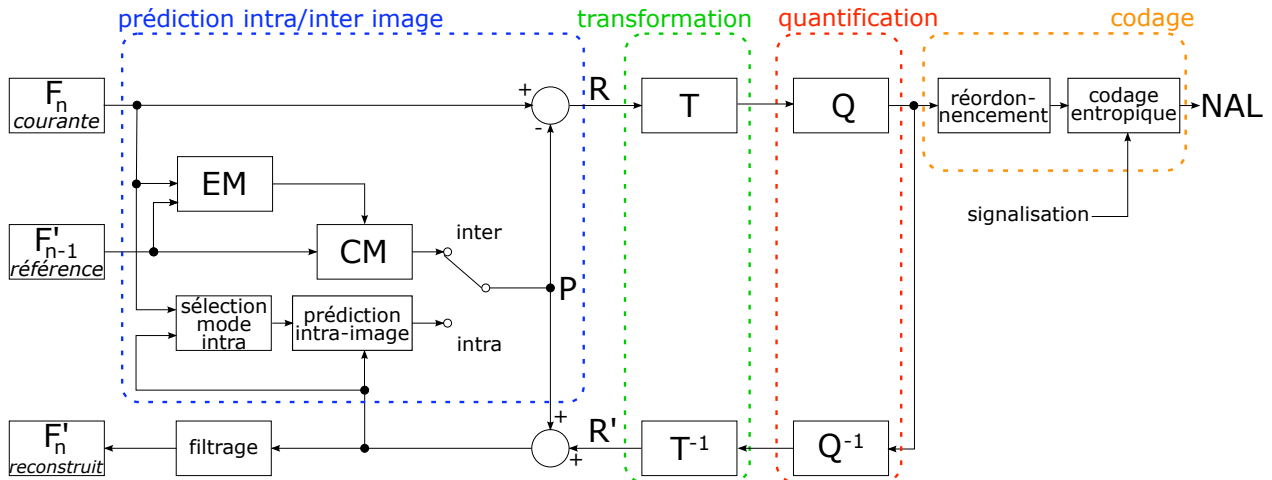 prédiction intra/inter image
transformation
quantification
codage
F
n
courante
+
-
R
T
Q
réordon-
nencement
codage
entropique
NAL
EM
signalisation
F'
n-1
référence
CM
inter
P
sélection
mode
intra
prédiction
intra-image
intra
F'
n
reconstruit
filtrage
+
+
R'
T-1
Q-1